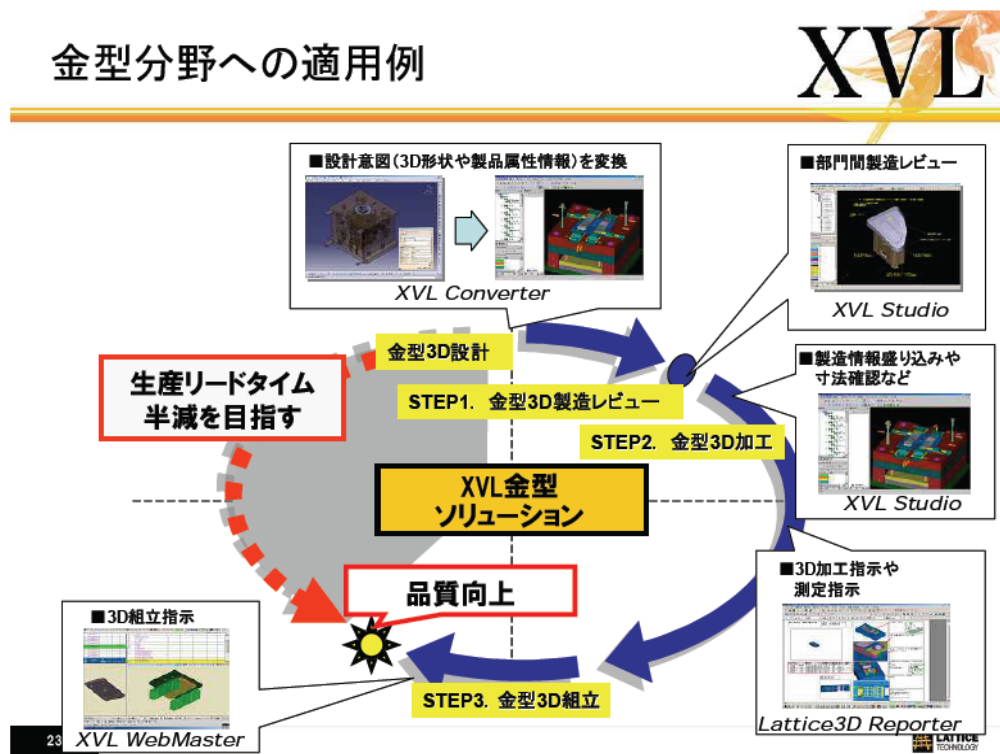 金型分野への適用例
XVL
■設計意図(3D形状や製品属性情報)を変換
XVL Converter
■部門間製造レビュー
XVL Studio
金型3D設計
生産リードタイム
半減を目指す
STEP1. 金型3D製造レビュー
STEP2. 金型3D加工
■製造情報盛り込みや
寸法確認など
XVL Studio
XVL金型
ソリューション
品質向上
■3D加工指示や
測定指示
Lattice3D Reporter
■3D組立指示
XVL WebMaster
STEP3. 金型3D組立
23
LATTICE
TECHNOLOGY